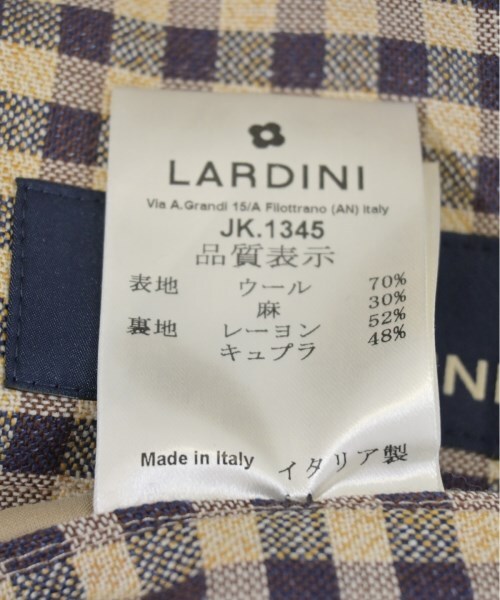 LARDINI
Via A.Grandi 15/A Filottrano (AN) Italy
JK.1345
品質表示
表地 ウール 70%
麻 30%
裏地 レーヨン 52%
キュプラ 48%
Made in Italy イタリア製